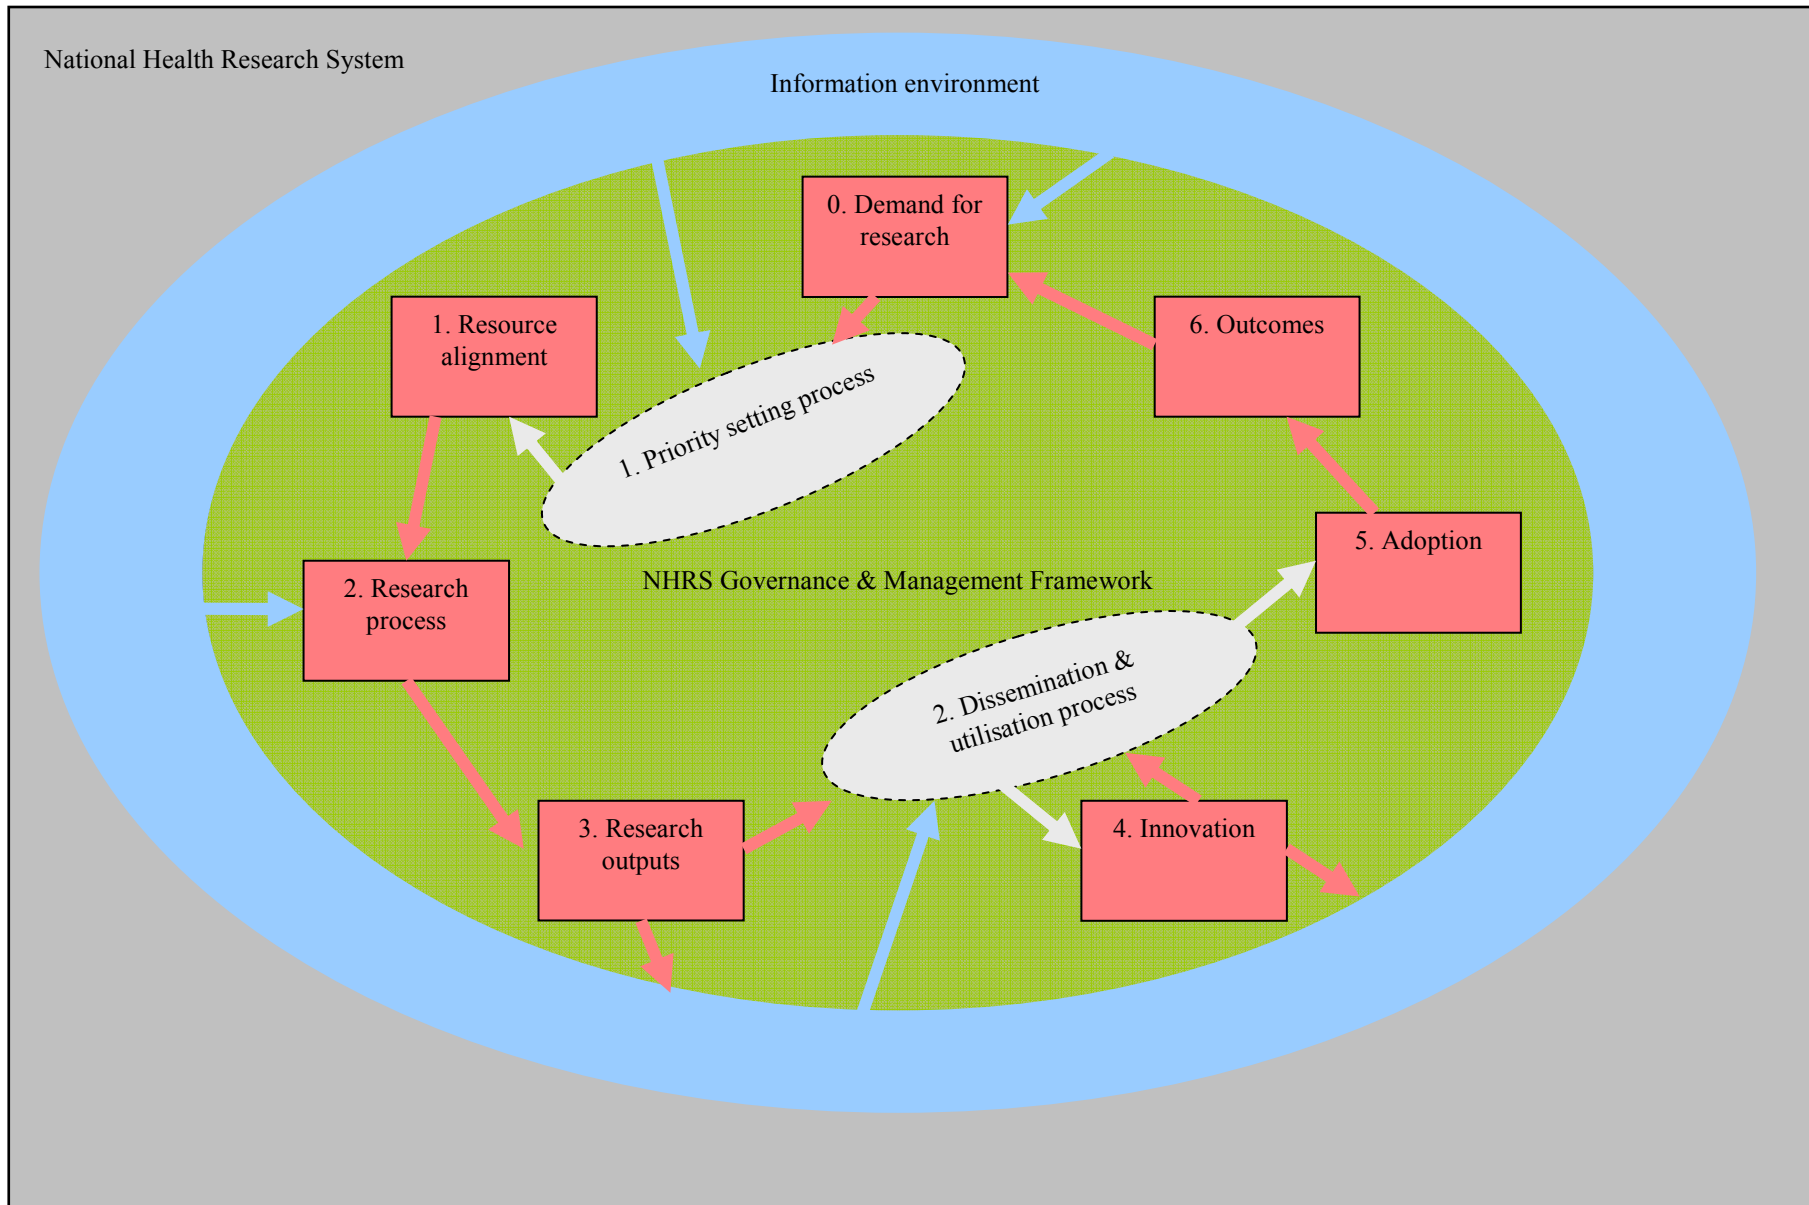 National Health Research System
Information environment
0. Demand for
research
1. Resource
alignment
6. Outcomes
1. Priority setting process
5. Adoption
2. Research
process
NHRS Governance & Management Framework
2. Dissemination &
utilisation process
3. Research
outputs
4. Innovation